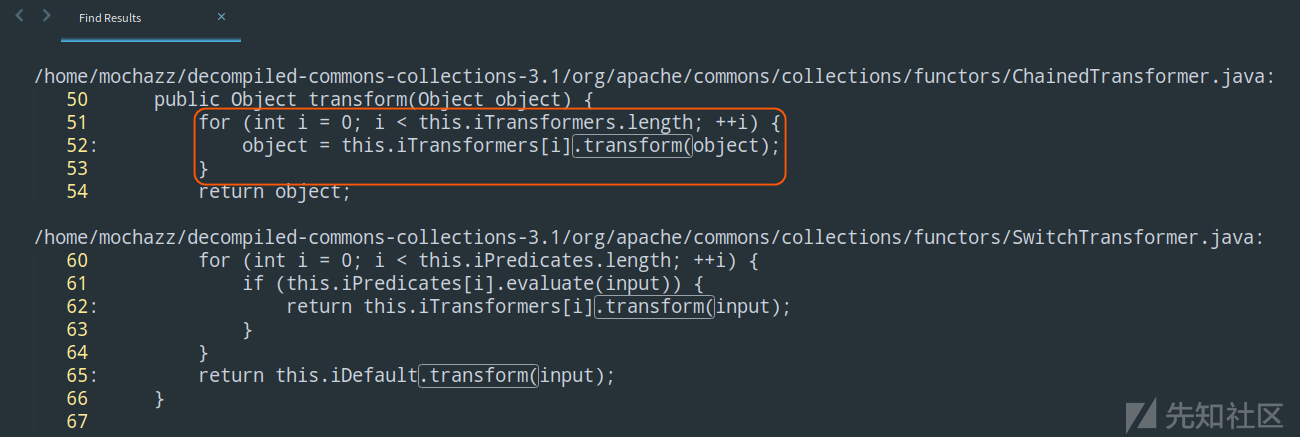 Find Results ×
/home/mochazz/decompiled-commons-collections-3.1/org/apache/commons/collections/functors/ChainedTransformer.java:
50 public Object transform(Object object) {
51 for (int i = 0; i < this.iTransformers.length; ++i) {
52: object = this.iTransformers[i].transform(object);
53 }
54 return object;
/home/mochazz/decompiled-commons-collections-3.1/org/apache/commons/collections/functors/SwitchTransformer.java:
60 for (int i = 0; i < this.iPredicates.length; ++i) {
61 if (this.iPredicates[i].evaluate(input)) {
62: return this.iTransformers[i].transform(input);
63 }
64 }
65: return this.iDefault.transform(input);
66 }
67
先知社区